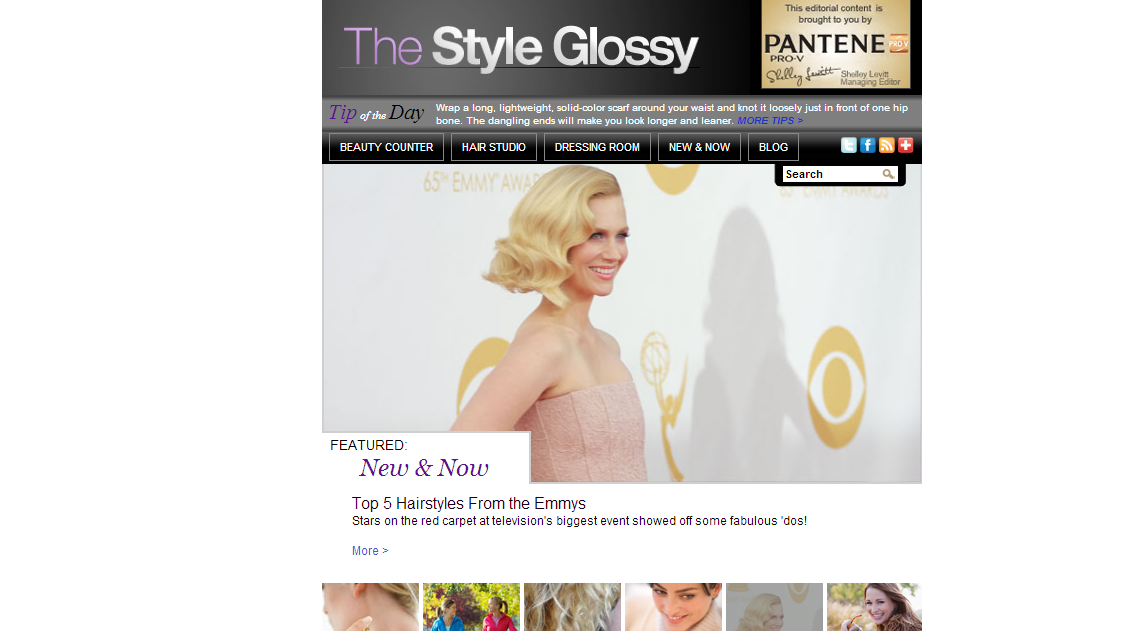 The Style Glossy
This editorial content is
brought to you by
PANTENE PRO-V
PRO-V
Shelley Levitt
Shelley Levitt
Managing Editor
Tip of the Day
Wrap a long, lightweight, solid-color scarf around your waist and knot it loosely just in front of one hip
bone. The dangling ends will make you look longer and leaner. MORE TIPS >
BEAUTY COUNTER
HAIR STUDIO
DRESSING ROOM
NEW & NOW
BLOG
Search
65TH EMMY AWAR
FEATURED:
New & Now
Top 5 Hairstyles From the Emmys
Stars on the red carpet at television's biggest event showed off some fabulous 'dos!
More >